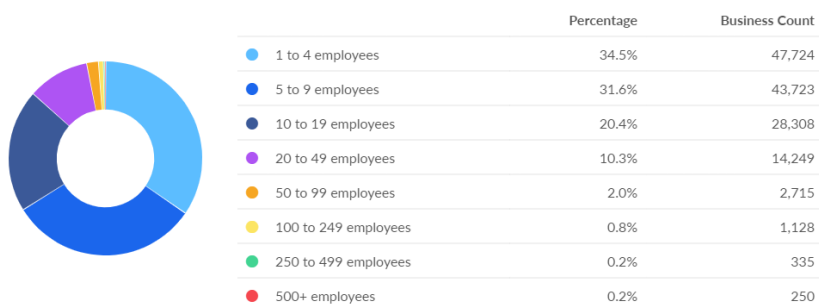 Percentage Business Count
1 to 4 employees 34.5% 47,724
5 to 9 employees 31.6% 43,723
10 to 19 employees 20.4% 28,308
20 to 49 employees 10.3% 14,249
50 to 99 employees 2.0% 2,715
100 to 249 employees 0.8% 1,128
250 to 499 employees 0.2% 335
500+ employees 0.2% 250